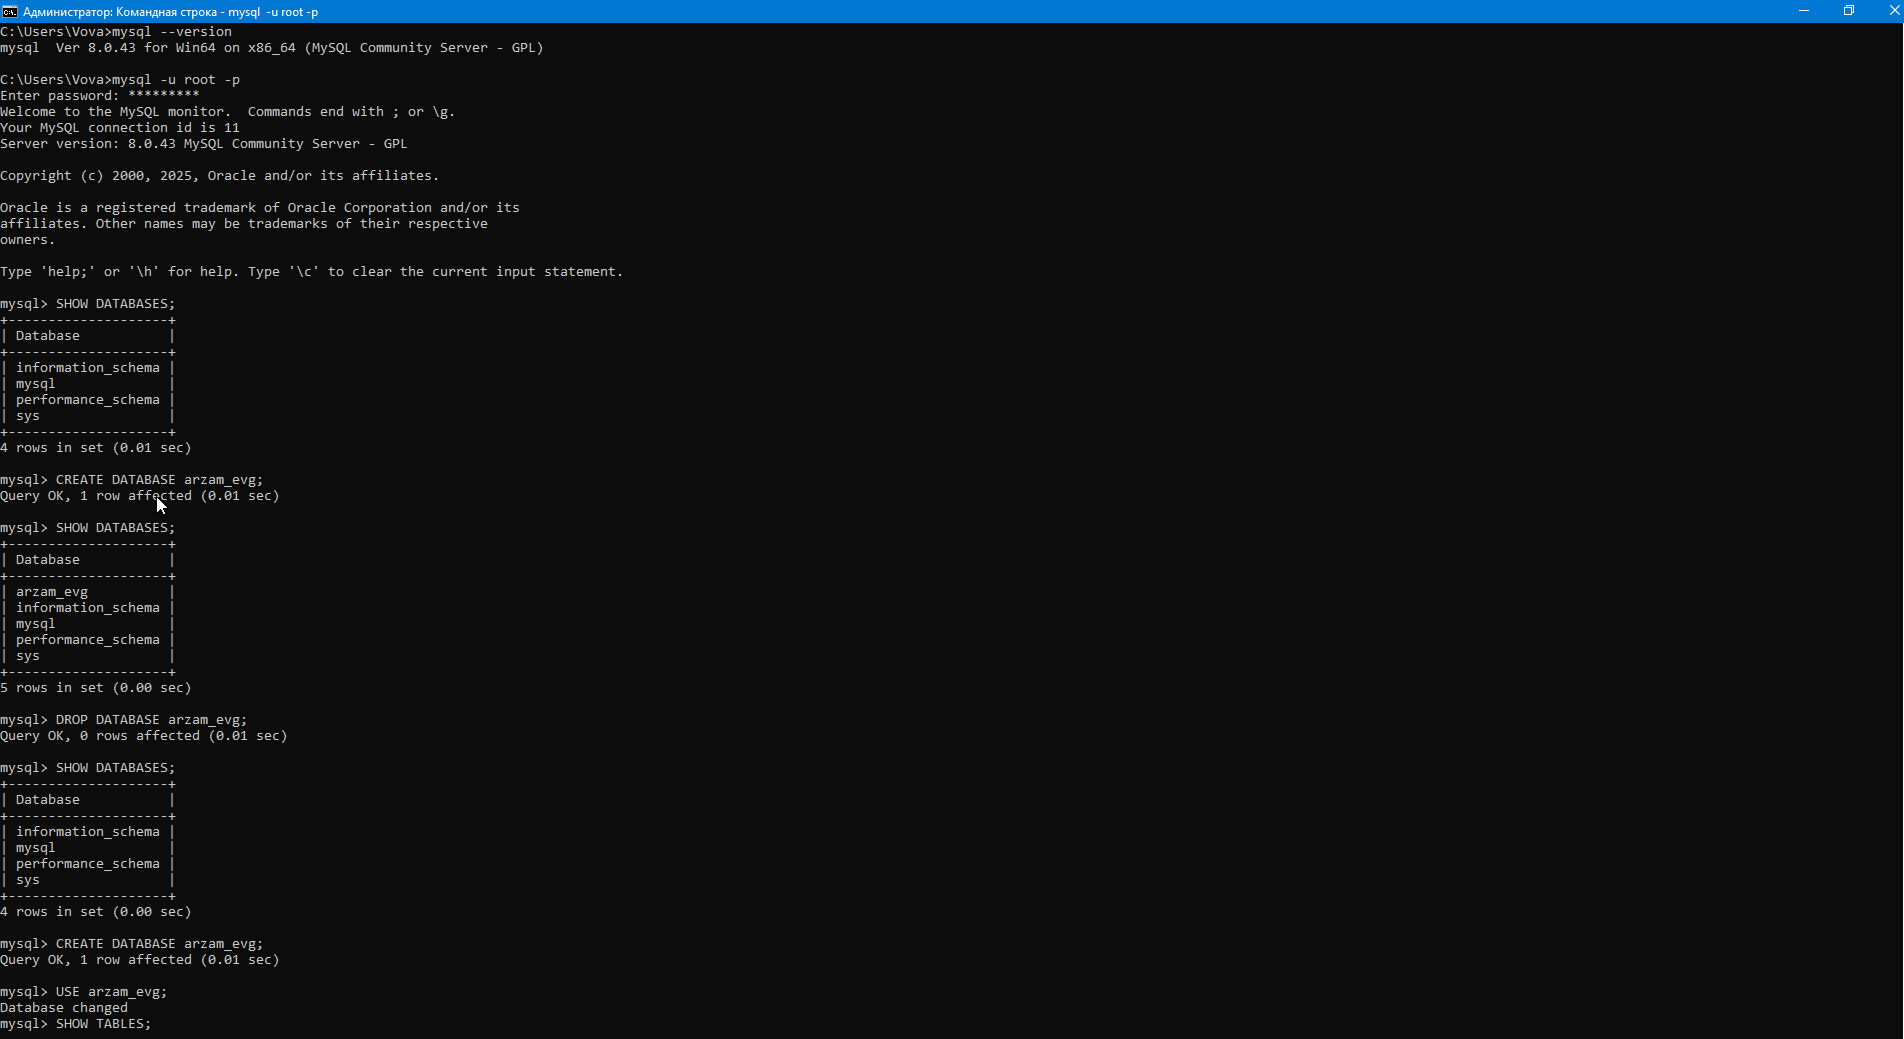 Администратор: Командная строка - mysql  -u root -p
C:\Users\Vova>mysql --version
mysql  Ver 8.0.43 for Win64 on x86_64 (MySQL Community Server - GPL)
C:\Users\Vova>mysql -u root -p
Enter password: *********
Welcome to the MySQL monitor.  Commands end with ; or \g.
Your MySQL connection id is 11
Server version: 8.0.43 MySQL Community Server - GPL
Copyright (c) 2000, 2025, Oracle and/or its affiliates.
Oracle is a registered trademark of Oracle Corporation and/or its
affiliates. Other names may be trademarks of their respective
owners.
Type 'help;' or '\h' for help. Type '\c' to clear the current input statement.
mysql> SHOW DATABASES;
+--------------------+
| Database           |
+--------------------+
| information_schema |
| mysql              |
| performance_schema |
| sys                |
+--------------------+
4 rows in set (0.01 sec)
mysql> CREATE DATABASE arzam_evg;
Query OK, 1 row affected (0.01 sec)
mysql> SHOW DATABASES;
+--------------------+
| Database           |
+--------------------+
| arzam_evg          |
| information_schema |
| mysql              |
| performance_schema |
| sys                |
+--------------------+
5 rows in set (0.00 sec)
mysql> DROP DATABASE arzam_evg;
Query OK, 0 rows affected (0.01 sec)
mysql> SHOW DATABASES;
+--------------------+
| Database           |
+--------------------+
| information_schema |
| mysql              |
| performance_schema |
| sys                |
+--------------------+
4 rows in set (0.00 sec)
mysql> CREATE DATABASE arzam_evg;
Query OK, 1 row affected (0.01 sec)
mysql> USE arzam_evg;
Database changed
mysql> SHOW TABLES;